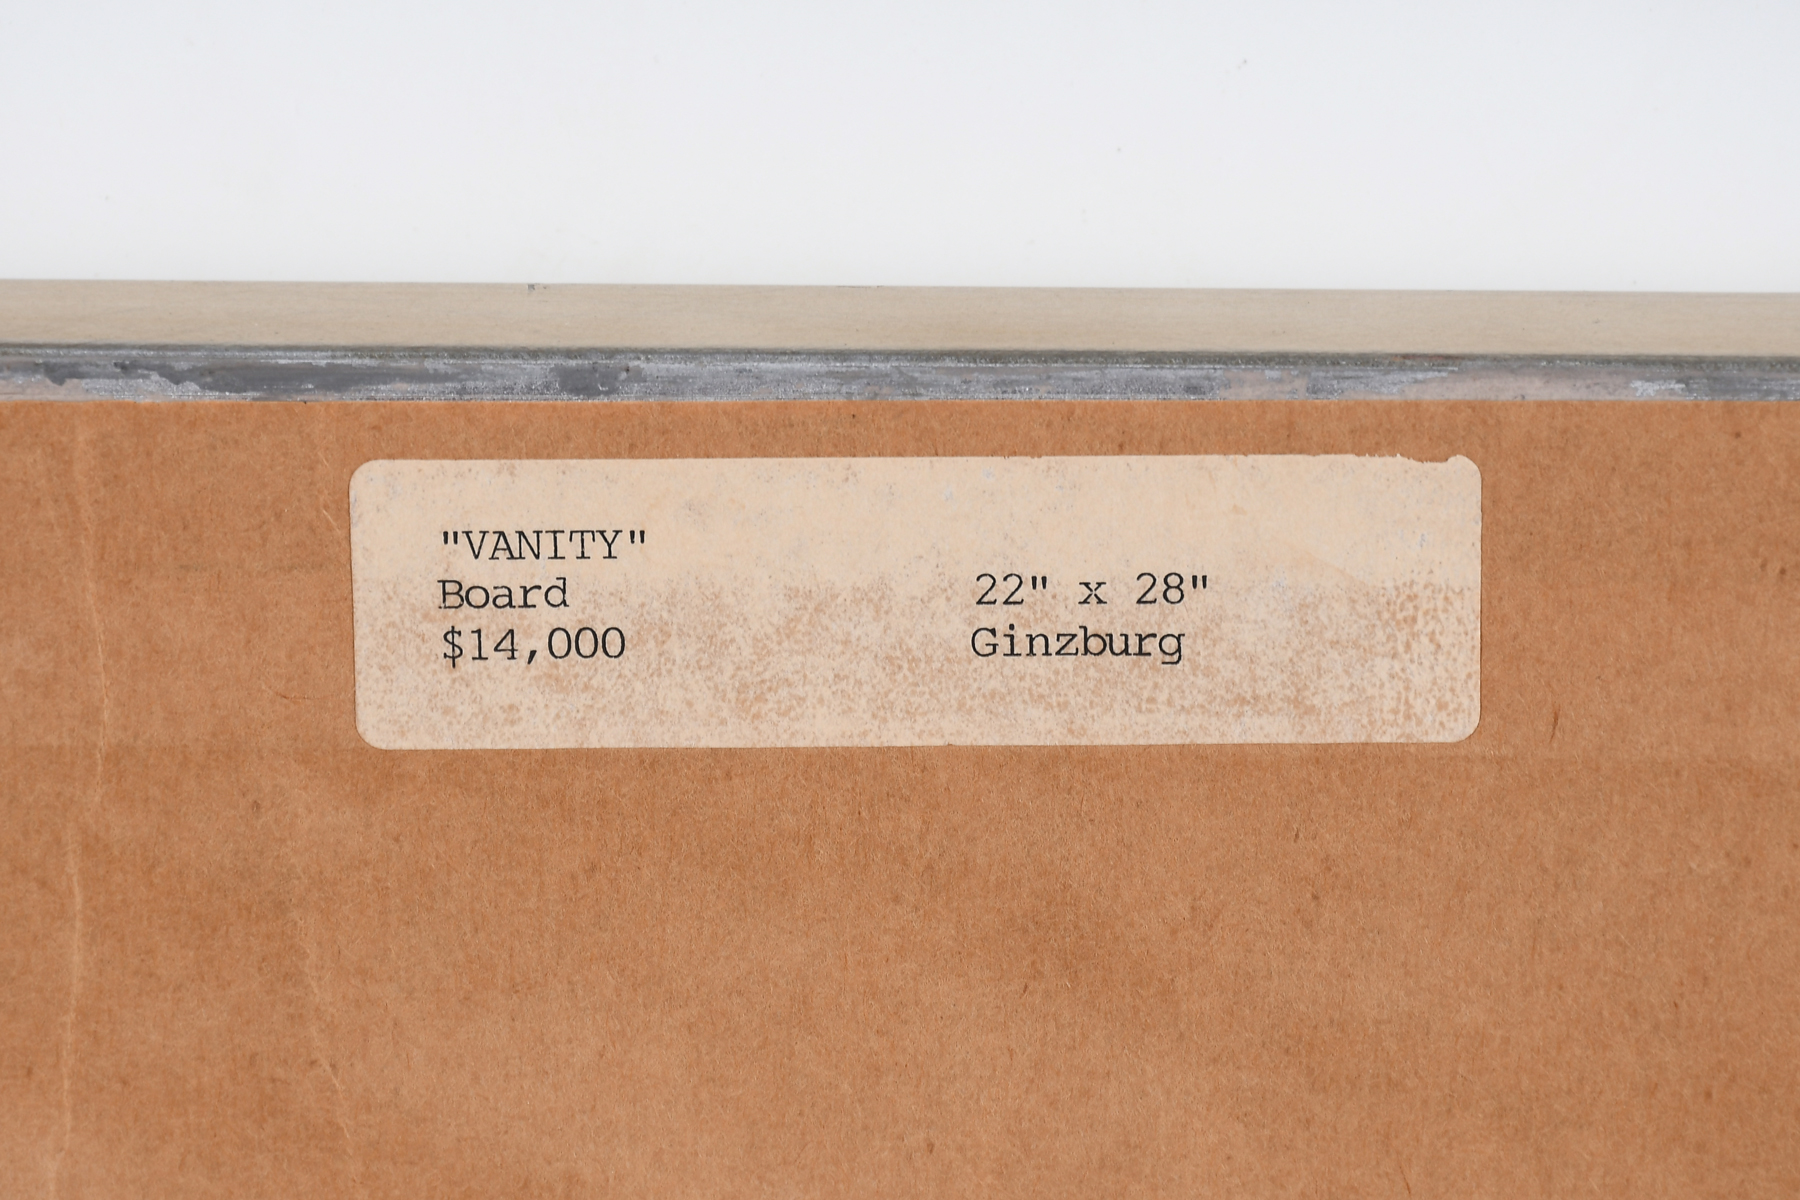 "VANITY"
Board 22" x 28"
$14,000 Ginzburg